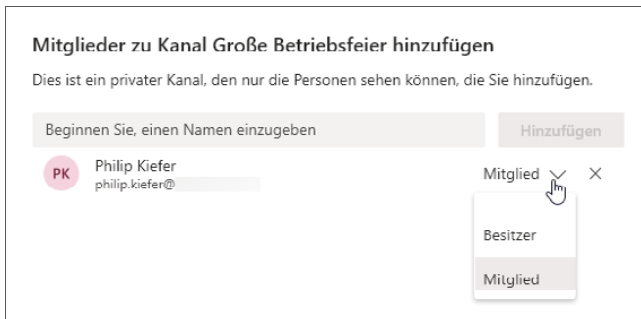 Mitglieder zu Kanal Große Betriebsfeier hinzufügen
Dies ist ein privater Kanal, den nur die Personen sehen können, die Sie hinzufügen.
Beginnen Sie, einen Namen einzugeben Hinzufügen
PK Philip Kiefer Mitglied
philip.kiefer@
Besitzer
Mitglied